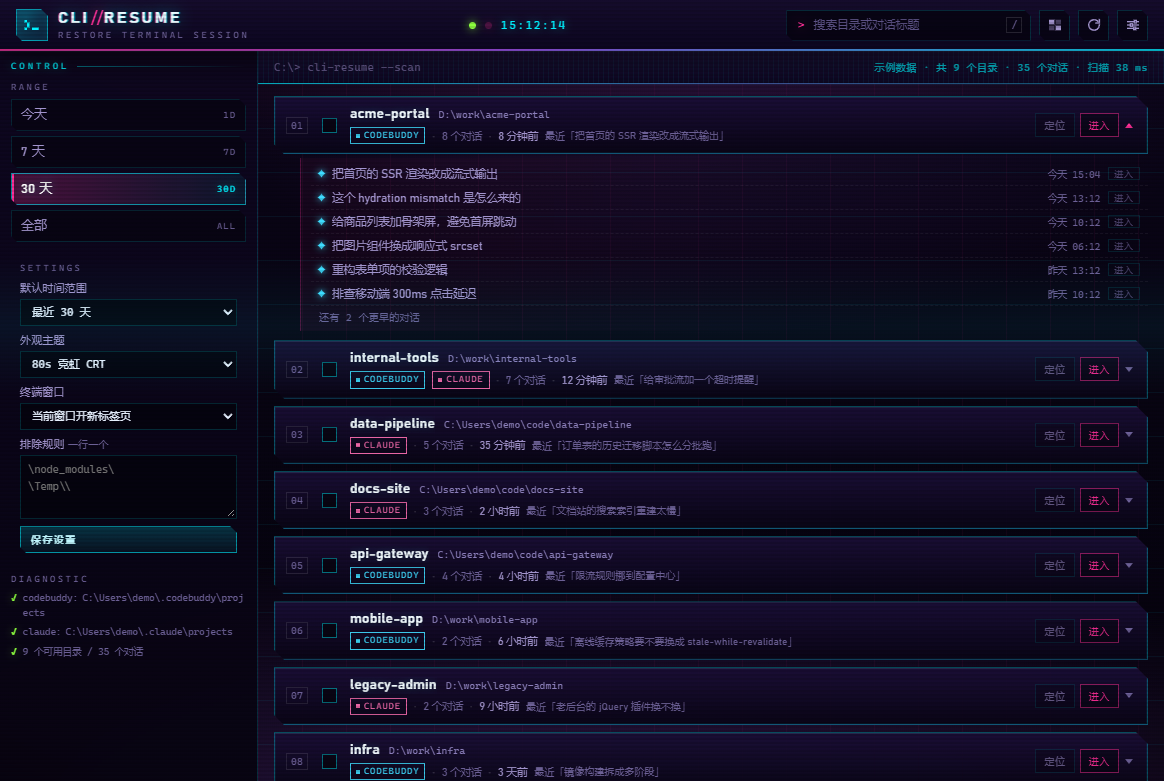 CLI//RESUME
RESTORE TERMINAL SESSION
15:12:14
> 搜索目录或对话标题 /
CONTROL
RANGE
今天 1D
7 天 7D
30 天 30D
全部 ALL
SETTINGS
默认时间范围
最近 30 天
外观主题
80s 霓虹 CRT
终端窗口
当前窗口开新标签页
排除规则 一行一个
\node_modules\
\Temp\\
保存设置
DIAGNOSTIC
✓ codebuddy: C:\Users\demo\.codebuddy\proj
ects
✓ claude: C:\Users\demo\.claude\projects
✓ 9 个可用目录 / 35 个对话
C:\> cli-resume --scan
示例数据 · 共 9 个目录 · 35 个对话 · 扫描 38 ms
01 acme-portal D:\work\acme-portal 定位 进入
CODEBUDDY · 8 个对话 · 8 分钟前 最近「把首页的 SSR 渲染改成流式输出」
把首页的 SSR 渲染改成流式输出 今天 15:04 进入
这个 hydration mismatch 是怎么来的 今天 13:12 进入
给商品列表加骨架屏，避免首屏跳动 今天 10:12 进入
把图片组件换成响应式 srcset 今天 06:12 进入
重构表单项的校验逻辑 昨天 13:12 进入
排查移动端 300ms 点击延迟 昨天 10:12 进入
还有 2 个更早的对话
02 internal-tools D:\work\internal-tools 定位 进入
CODEBUDDY CLAUDE · 7 个对话 · 12 分钟前 最近「给审批流加一个超时提醒」
03 data-pipeline C:\Users\demo\code\data-pipeline 定位 进入
CLAUDE · 5 个对话 · 35 分钟前 最近「订单表的历史迁移脚本怎么分批跑」
04 docs-site C:\Users\demo\code\docs-site 定位 进入
CLAUDE · 3 个对话 · 2 小时前 最近「文档站的搜索索引重建太慢」
05 api-gateway C:\Users\demo\code\api-gateway 定位 进入
CODEBUDDY · 4 个对话 · 4 小时前 最近「限流规则挪到配置中心」
06 mobile-app D:\work\mobile-app 定位 进入
CODEBUDDY · 2 个对话 · 6 小时前 最近「离线缓存策略要不要换成 stale-while-revalidate」
07 legacy-admin D:\work\legacy-admin 定位 进入
CLAUDE · 2 个对话 · 9 小时前 最近「老后台的 jQuery 插件换不换」
08 infra D:\work\infra 定位 进入
CODEBUDDY · 3 个对话 · 3 天前 最近「镜像构建拆成多阶段」